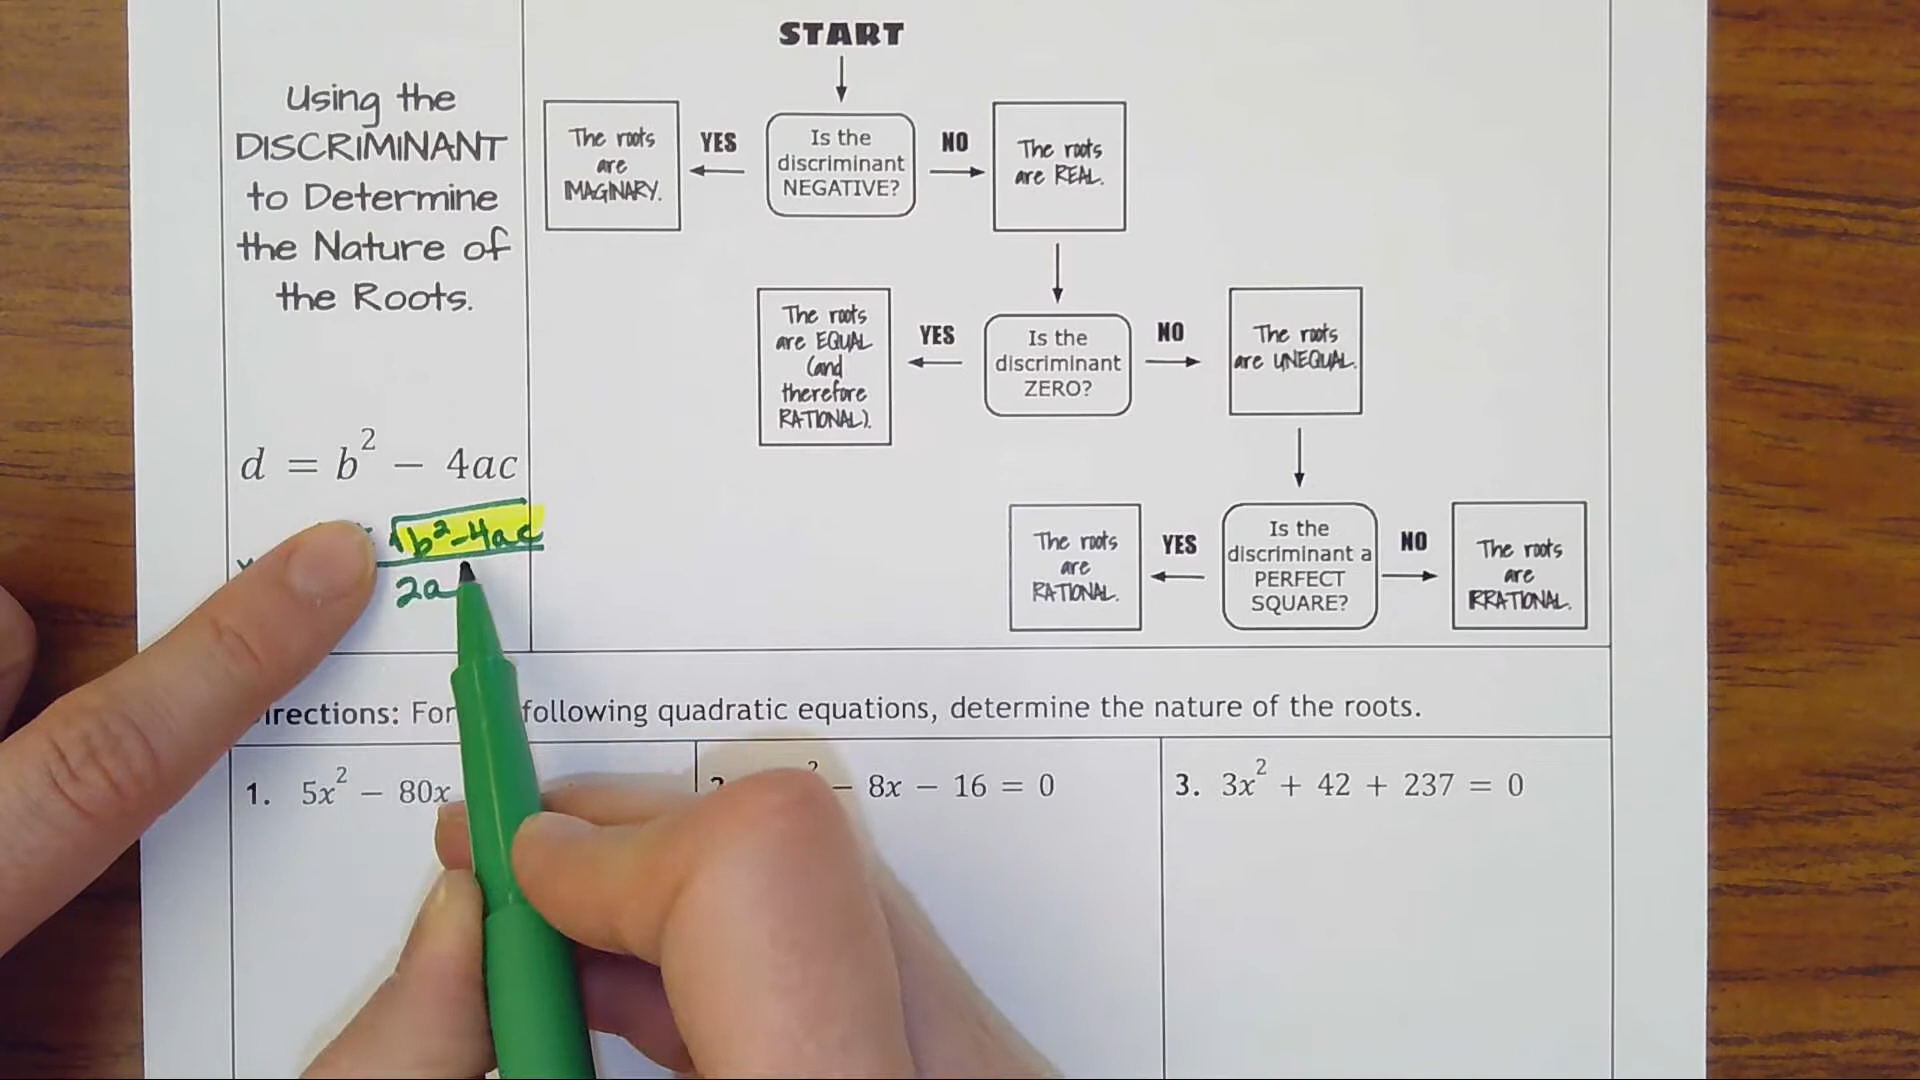 START
Using the
DISCRIMINANT
to Determine
the Nature of
the Roots.
d = b² − 4ac
√b²-4ac
2a
The roots
are
IMAGINARY.
YES
Is the
discriminant
NEGATIVE?
NO
The roots
are REAL.
The roots
are EQUAL
(and
therefore
RATIONAL).
YES
Is the
discriminant
ZERO?
NO
The roots
are UNEQUAL.
The roots
are
RATIONAL.
YES
Is the
discriminant a
PERFECT
SQUARE?
NO
The roots
are
IRRATIONAL.
For following quadratic equations, determine the nature of the roots.
1. 5x² − 80x
− 8x − 16 = 0
3. 3x² + 42 + 237 = 0